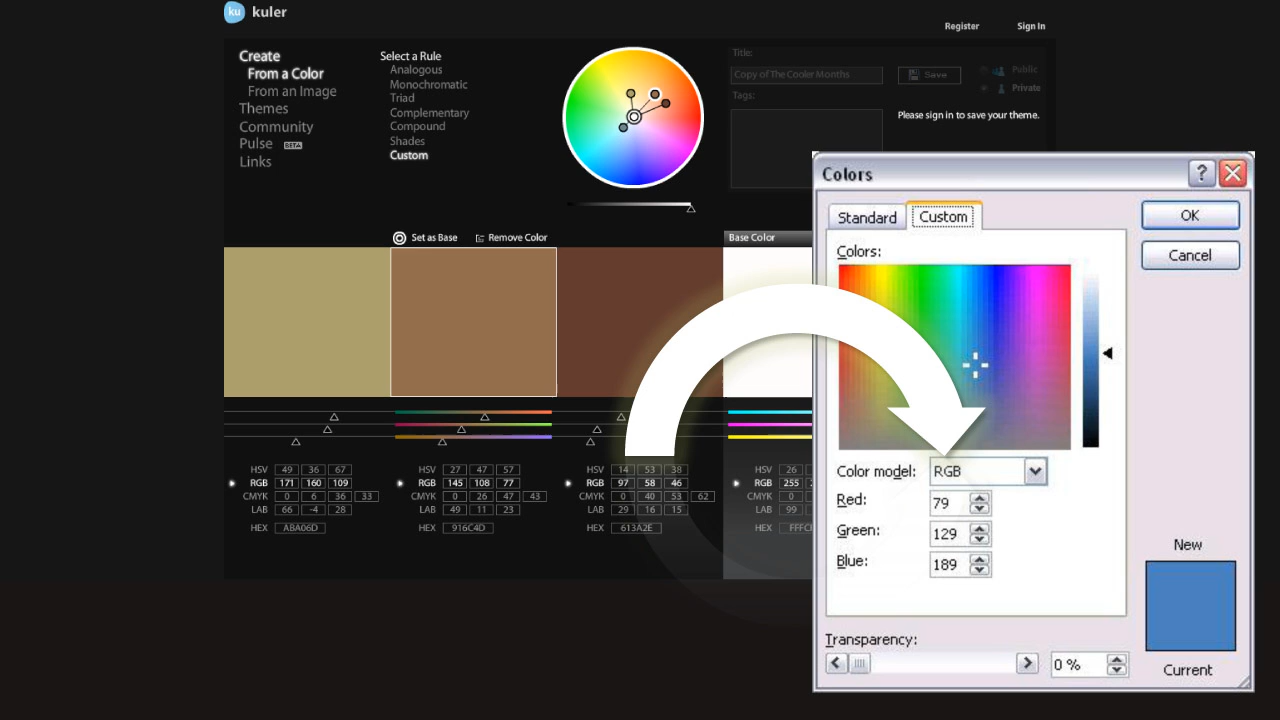 ku kuler
Register Sign In
Create
From a Color
From an Image
Themes
Community
Pulse BETA
Links
Select a Rule
Analogous
Monochromatic
Triad
Complementary
Compound
Shades
Custom
Title:
Copy of The Cooler Months
Save
Public
Private
Tags:
Please sign in to save your theme.
Set as Base Remove Color
Base Color
HSV 49 36 67
RGB 171 160 109
CMYK 0 6 36 33
LAB 66 -4 28
HEX ABA06D
HSV 27 47 57
RGB 145 108 77
CMYK 0 26 47 43
LAB 49 11 23
HEX 916C4D
HSV 14 53 38
RGB 97 58 46
CMYK 0 40 53 62
LAB 29 16 15
HEX 613A2E
HSV 26
RGB 255
CMYK 0
LAB 99
HEX FFFC
Colors
Standard Custom
OK
Cancel
Colors:
Color model: RGB
Red: 79
Green: 129
Blue: 189
New
Current
Transparency:
0 %